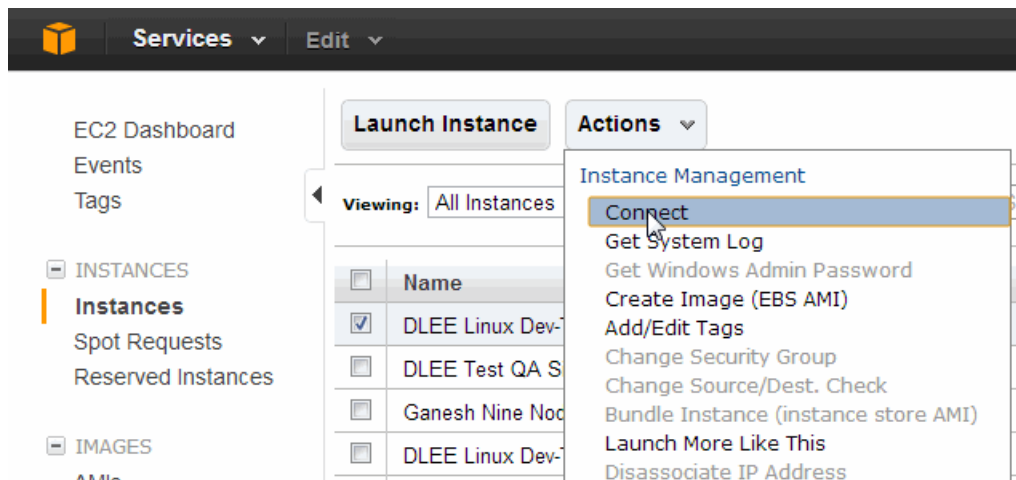 Services Edit
EC2 Dashboard
Events
Tags
INSTANCES
Instances
Spot Requests
Reserved Instances
IMAGES
AMIs
Launch Instance Actions
Viewing: All Instances
Name
DLEE Linux Dev-
DLEE Test QA
Ganesh Nine
DLEE Linux Dev-
Instance Management
Connect
Get System Log
Get Windows Admin Password
Create Image (EBS AMI)
Add/Edit Tags
Change Security Group
Change Source/Dest. Check
Bundle Instance (instance store AMI)
Launch More Like This
Disassociate IP Address